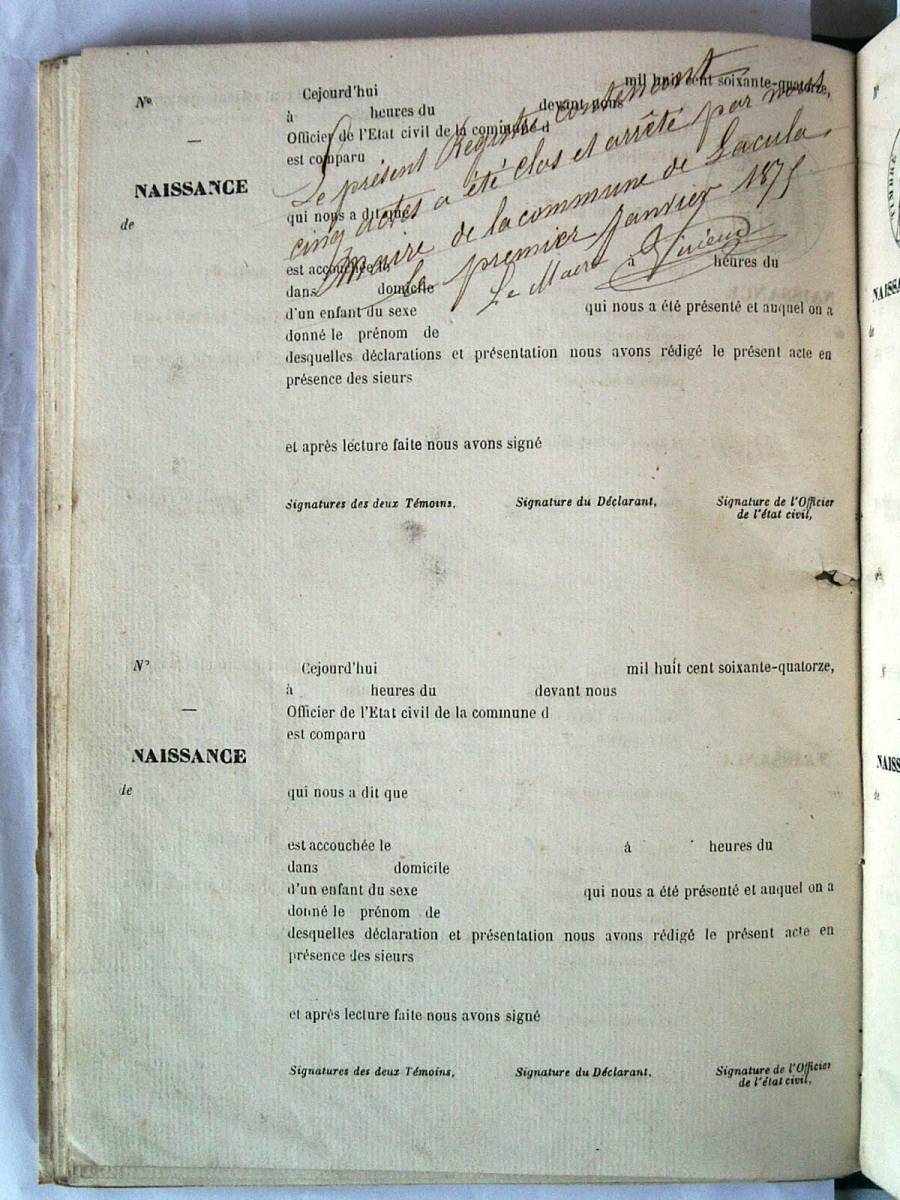 Nº
Cejourd'hui mil huit cent soixante-quatorze,
à heures du devant nous
Officier de l'Etat civil de la commune d
est comparu
NAISSANCE
de
qui nous a dit que
est accouchée le à heures du
dans domicile
d'un enfant du sexe qui nous a été présenté et auquel on a
donné le prénom de
desquelles déclarations et présentation nous avons rédigé le présent acte en
présence des sieurs
et après lecture faite nous avons signé
Signatures des deux Témoins, Signature du Déclarant, Signature de l'Officier
de l'état civil,
Le présent Registre contenant
cinq actes a été clos et arrêté par nous
maire de la commune de Lacula
Le premier Janvier 1875
Le Maire
Nº
Cejourd'hui mil huit cent soixante-quatorze,
à heures du devant nous
Officier de l'Etat civil de la commune d
est comparu
NAISSANCE
de
qui nous a dit que
est accouchée le à heures du
dans domicile
d'un enfant du sexe qui nous a été présenté et auquel on a
donné le prénom de
desquelles déclaration et présentation nous avons rédigé le présent acte en
présence des sieurs
et après lecture faite nous avons signé
Signatures des deux Témoins, Signature du Déclarant, Signature de l'Officier
de l'état civil,
TIMBRE